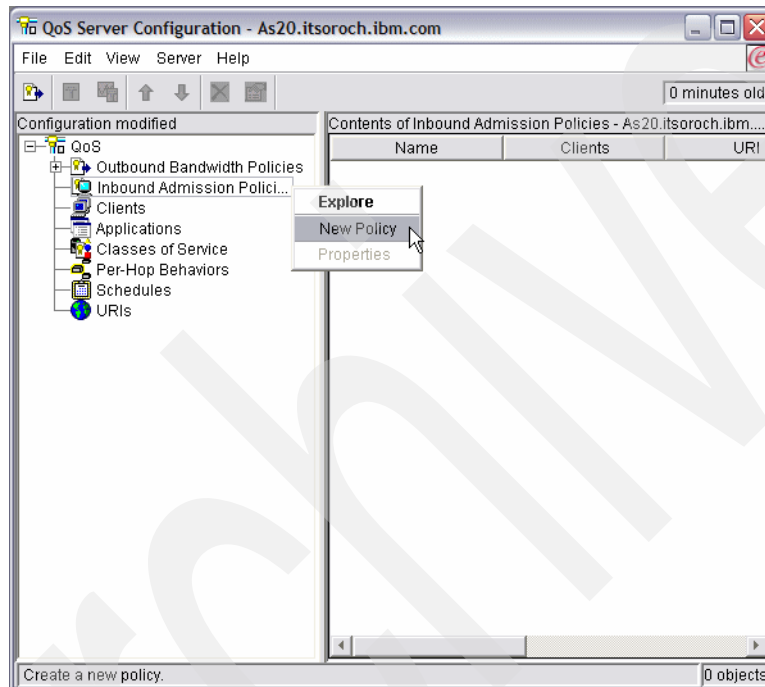 QoS Server Configuration - As20.itsoroch.ibm.com
File Edit View Server Help
0 minutes old
Configuration modified
Contents of Inbound Admission Policies - As20.itsoroch.ibm....
Name Clients URI
QoS
Outbound Bandwidth Policies
Inbound Admission Polici...
Clients
Applications
Classes of Service
Per-Hop Behaviors
Schedules
URIs
Explore
New Policy
Properties
Create a new policy.
0 objects